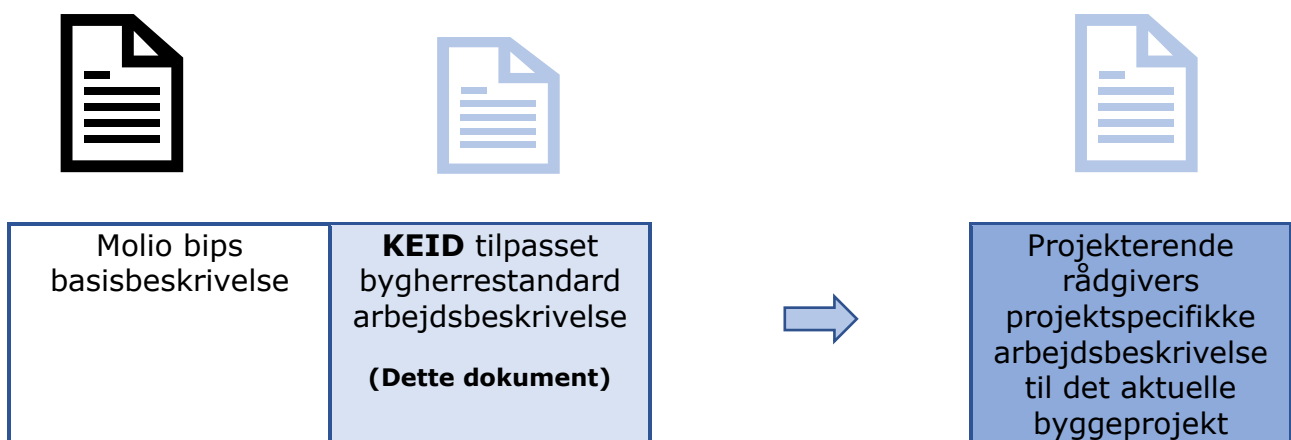 Molio bips
basisbeskrivelse
KEID tilpasset
bygherrestandard
arbejdsbeskrivelse
(Dette dokument)
Projekterende
rådgivers
projektspecifikke
arbejdsbeskrivelse
til det aktuelle
byggeprojekt